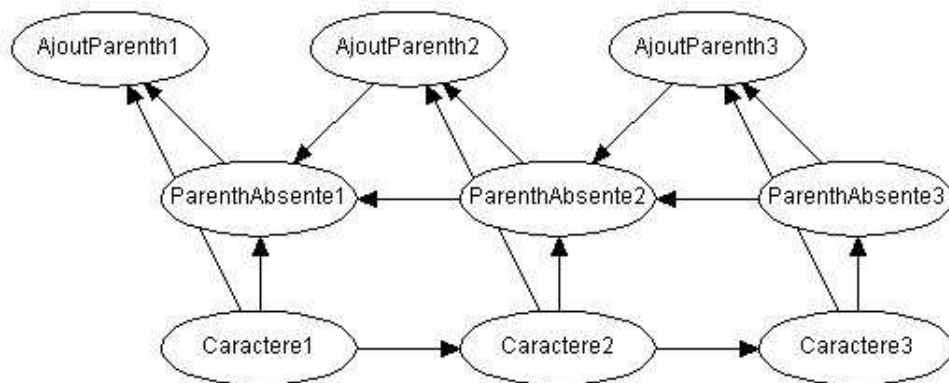 AjoutParenth1
AjoutParenth2
AjoutParenth3
ParenthAbsente1
ParenthAbsente2
ParenthAbsente3
Caractere1
Caractere2
Caractere3